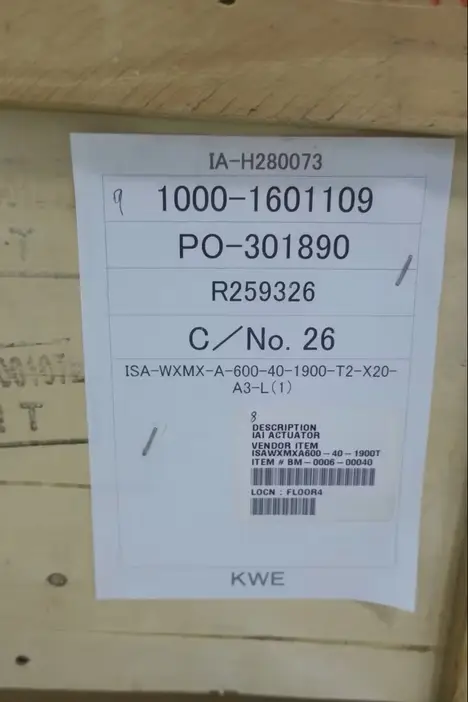 IA-H280073
9
1000-1601109
PO-301890
R259326
C/No. 26
ISA-WXMX-A-600-40-1900-T2-X20-
A3-L(1)
8
DESCRIPTION
IAI ACTUATOR
VENDOR ITEM
ISAWXMXA600-40-1900T
ITEM # BM-0006-00040
LOCN : FLOOR4
KWE